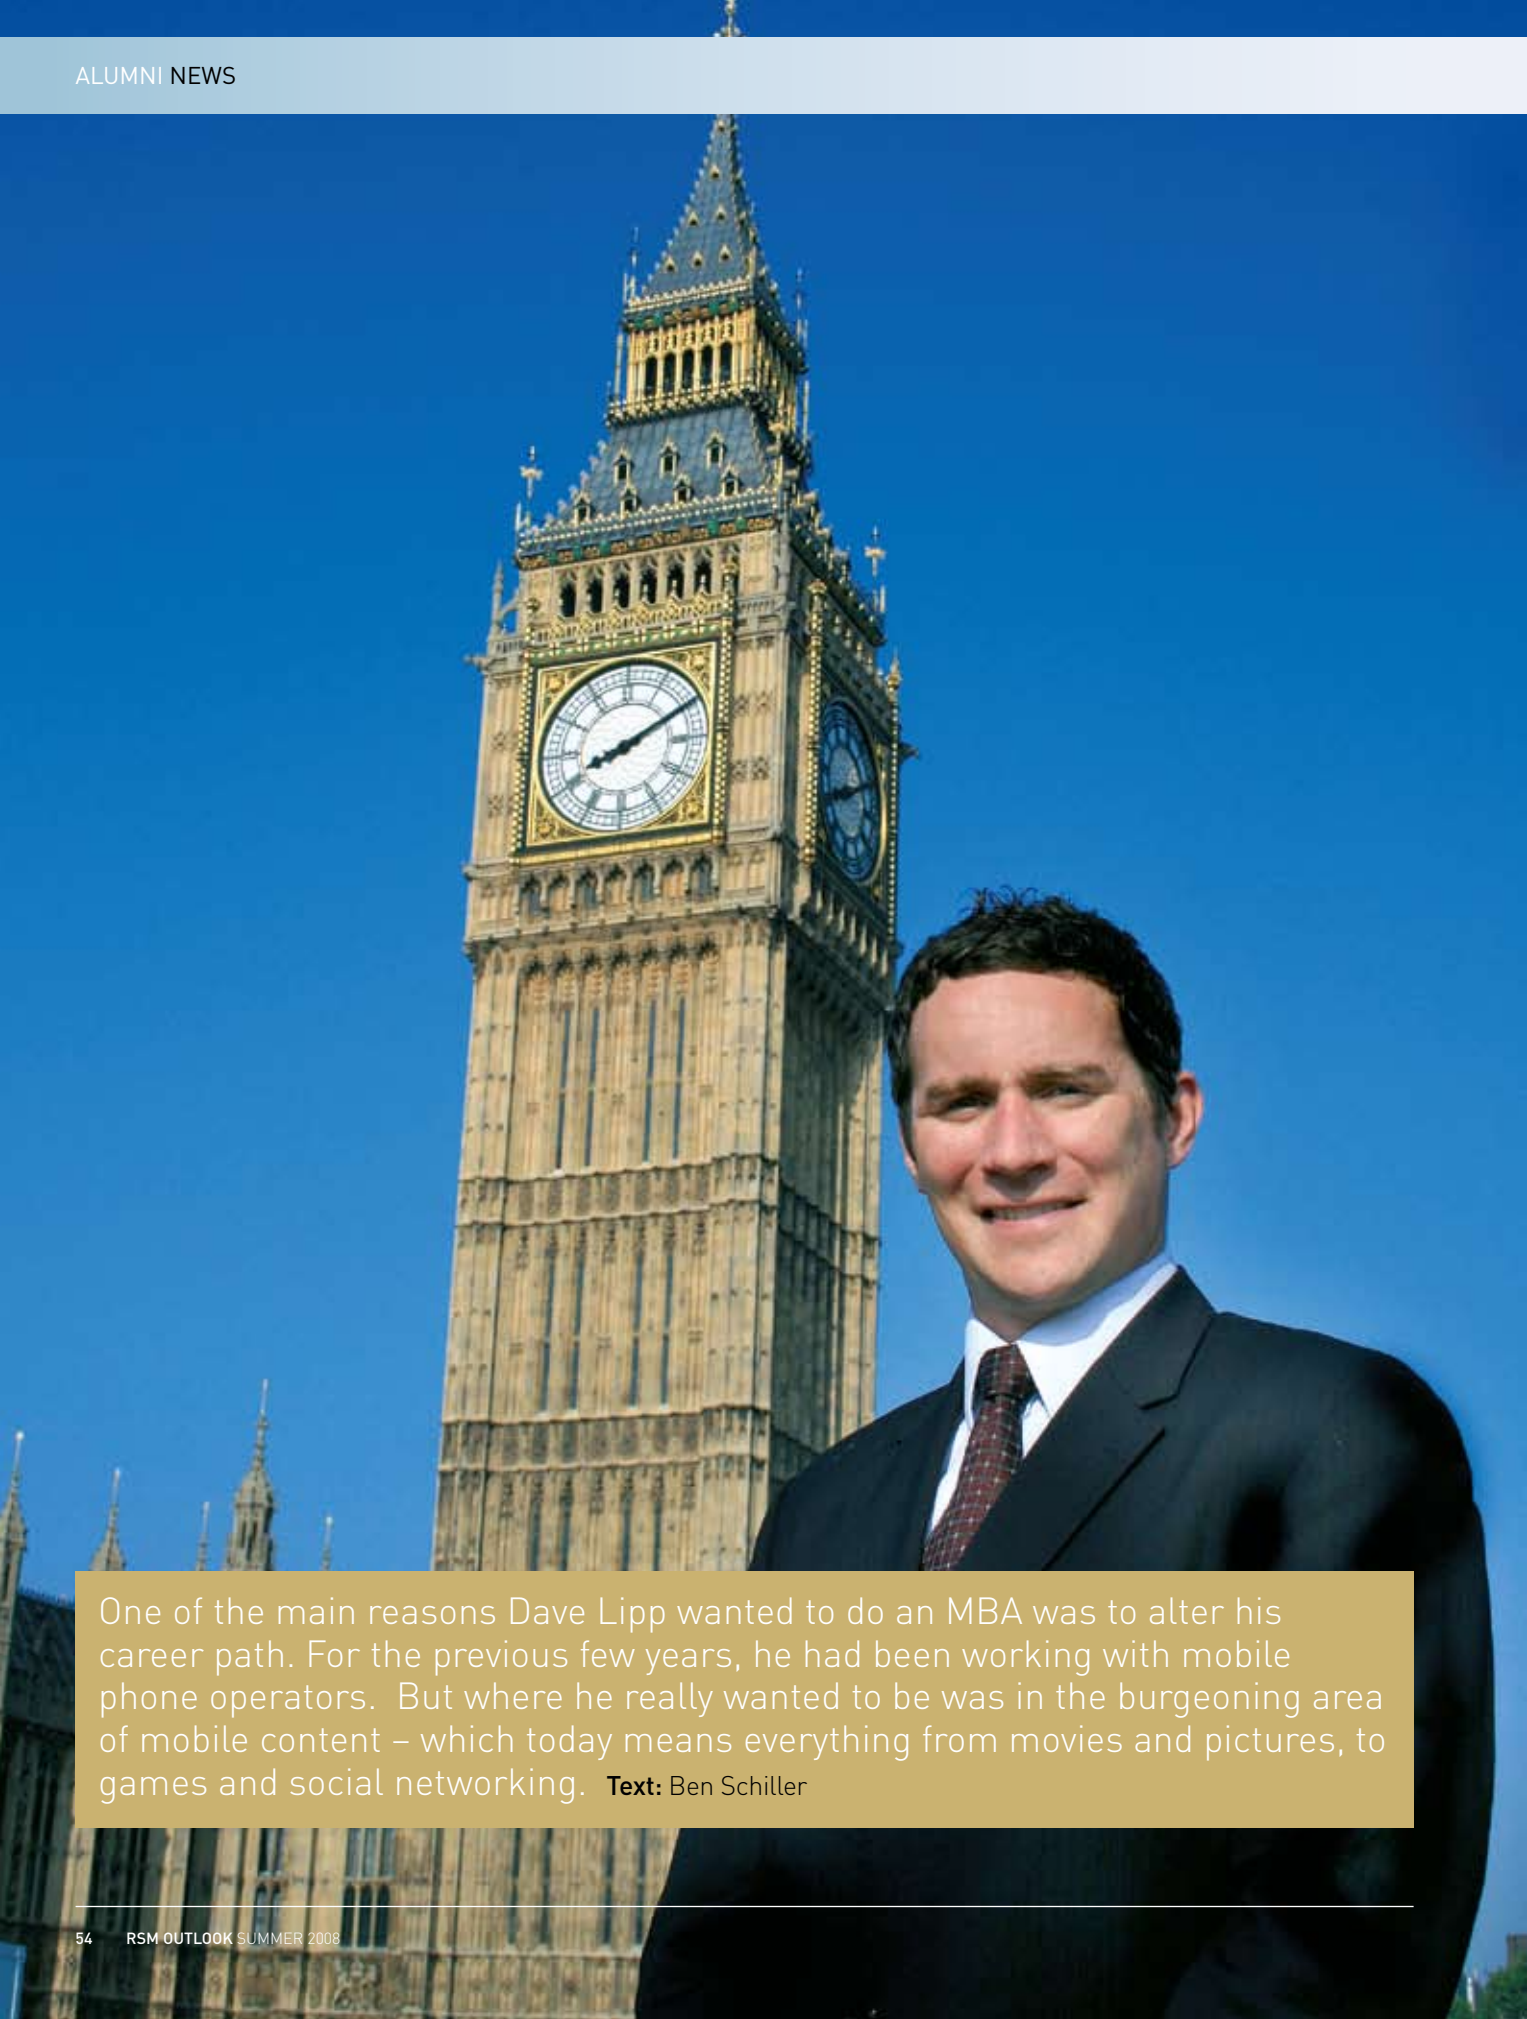 ALUMNI NEWS
One of the main reasons Dave Lipp wanted to do an MBA was to alter his
career path. For the previous few years, he had been working with mobile
phone operators.  But where he really wanted to be was in the burgeoning area
of mobile content – which today means everything from movies and pictures, to
games and social networking.  Text: Ben Schiller
54 RSM OUTLOOK SUMMER 2008